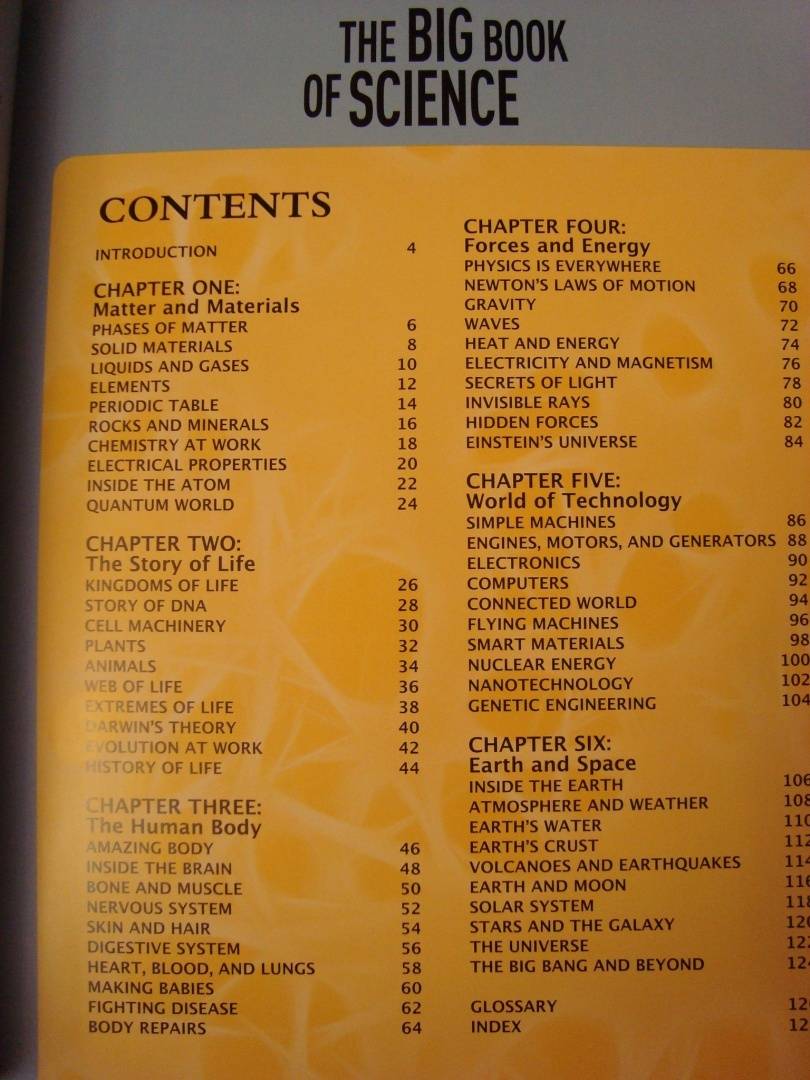 THE BIG BOOK
OF SCIENCE
CONTENTS
INTRODUCTION 4
CHAPTER ONE:
Matter and Materials
PHASES OF MATTER 6
SOLID MATERIALS 8
LIQUIDS AND GASES 10
ELEMENTS 12
PERIODIC TABLE 14
ROCKS AND MINERALS 16
CHEMISTRY AT WORK 18
ELECTRICAL PROPERTIES 20
INSIDE THE ATOM 22
QUANTUM WORLD 24
CHAPTER TWO:
The Story of Life
KINGDOMS OF LIFE 26
STORY OF DNA 28
CELL MACHINERY 30
PLANTS 32
ANIMALS 34
WEB OF LIFE 36
EXTREMES OF LIFE 38
DARWIN'S THEORY 40
EVOLUTION AT WORK 42
HISTORY OF LIFE 44
CHAPTER THREE:
The Human Body
AMAZING BODY 46
INSIDE THE BRAIN 48
BONE AND MUSCLE 50
NERVOUS SYSTEM 52
SKIN AND HAIR 54
DIGESTIVE SYSTEM 56
HEART, BLOOD, AND LUNGS 58
MAKING BABIES 60
FIGHTING DISEASE 62
BODY REPAIRS 64
CHAPTER FOUR:
Forces and Energy
PHYSICS IS EVERYWHERE 66
NEWTON'S LAWS OF MOTION 68
GRAVITY 70
WAVES 72
HEAT AND ENERGY 74
ELECTRICITY AND MAGNETISM 76
SECRETS OF LIGHT 78
INVISIBLE RAYS 80
HIDDEN FORCES 82
EINSTEIN'S UNIVERSE 84
CHAPTER FIVE:
World of Technology
SIMPLE MACHINES 86
ENGINES, MOTORS, AND GENERATORS 88
ELECTRONICS 90
COMPUTERS 92
CONNECTED WORLD 94
FLYING MACHINES 96
SMART MATERIALS 98
NUCLEAR ENERGY 100
NANOTECHNOLOGY 102
GENETIC ENGINEERING 104
CHAPTER SIX:
Earth and Space
INSIDE THE EARTH 106
ATMOSPHERE AND WEATHER 108
EARTH'S WATER 110
EARTH'S CRUST 112
VOLCANOES AND EARTHQUAKES 114
EARTH AND MOON 116
SOLAR SYSTEM 118
STARS AND THE GALAXY 120
THE UNIVERSE 122
THE BIG BANG AND BEYOND 124
GLOSSARY
INDEX